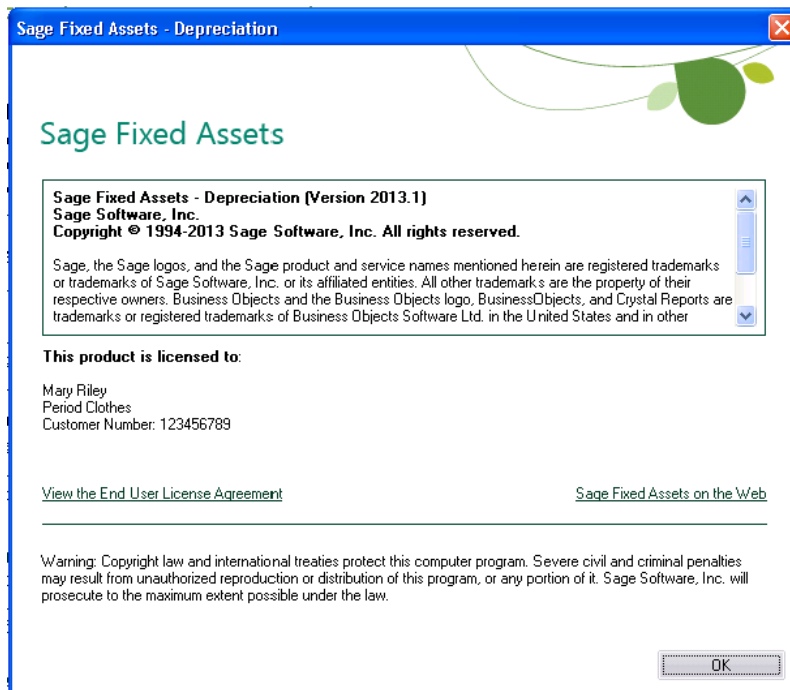 Sage Fixed Assets - Depreciation
Sage Fixed Assets
Sage Fixed Assets - Depreciation (Version 2013.1)
Sage Software, Inc.
Copyright © 1994-2013 Sage Software, Inc. All rights reserved.
Sage, the Sage logos, and the Sage product and service names mentioned herein are registered trademarks
or trademarks of Sage Software, Inc. or its affiliated entities. All other trademarks are the property of their
respective owners. Business Objects and the Business Objects logo, BusinessObjects, and Crystal Reports are
trademarks or registered trademarks of Business Objects Software Ltd. in the United States and in other
This product is licensed to:
Mary Riley
Period Clothes
Customer Number: 123456789
View the End User License Agreement
Sage Fixed Assets on the Web
Warning: Copyright law and international treaties protect this computer program. Severe civil and criminal penalties
may result from unauthorized reproduction or distribution of this program, or any portion of it. Sage Software, Inc. will
prosecute to the maximum extent possible under the law.
OK